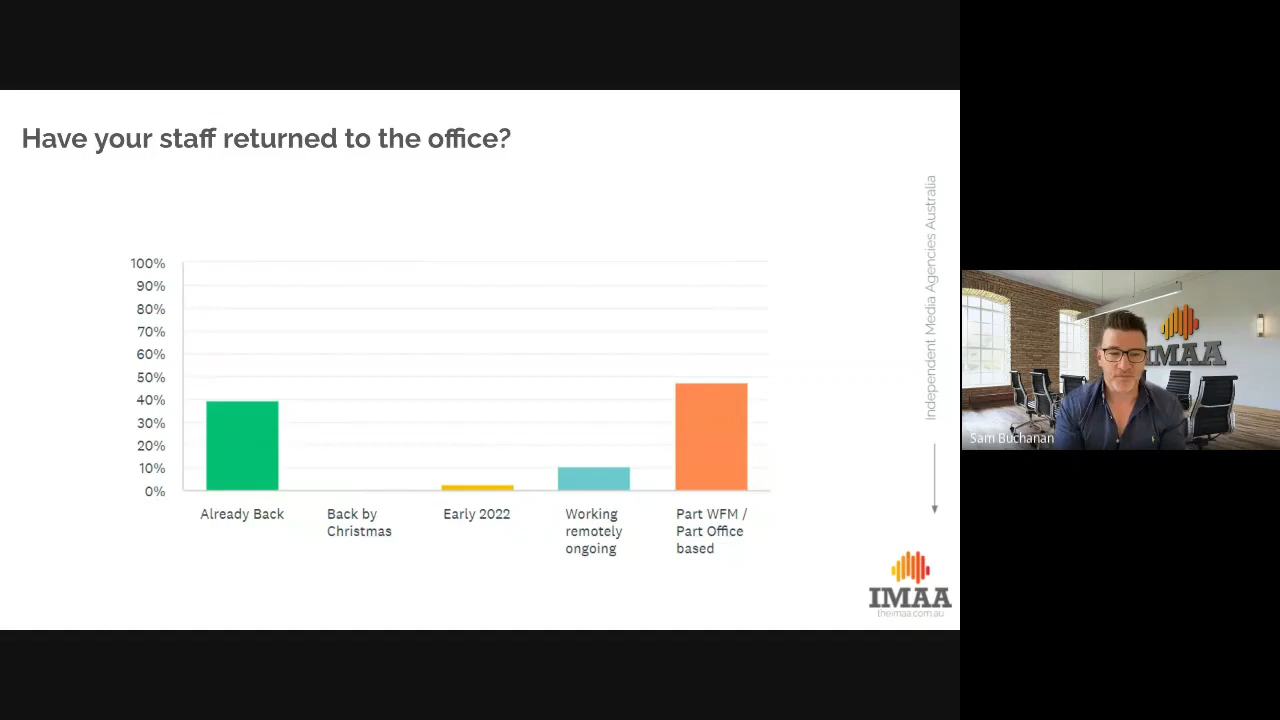 Have your staff returned to the office?
Independent Media Agencies Australia
100%
90%
80%
70%
60%
50%
40%
30%
20%
10%
0%
Already Back
Back by
Christmas
Early 2022
Working
remotely
ongoing
Part WFM /
Part Office
based
IMAA
theimaa.com.au
IMAA
Sam Buchanan